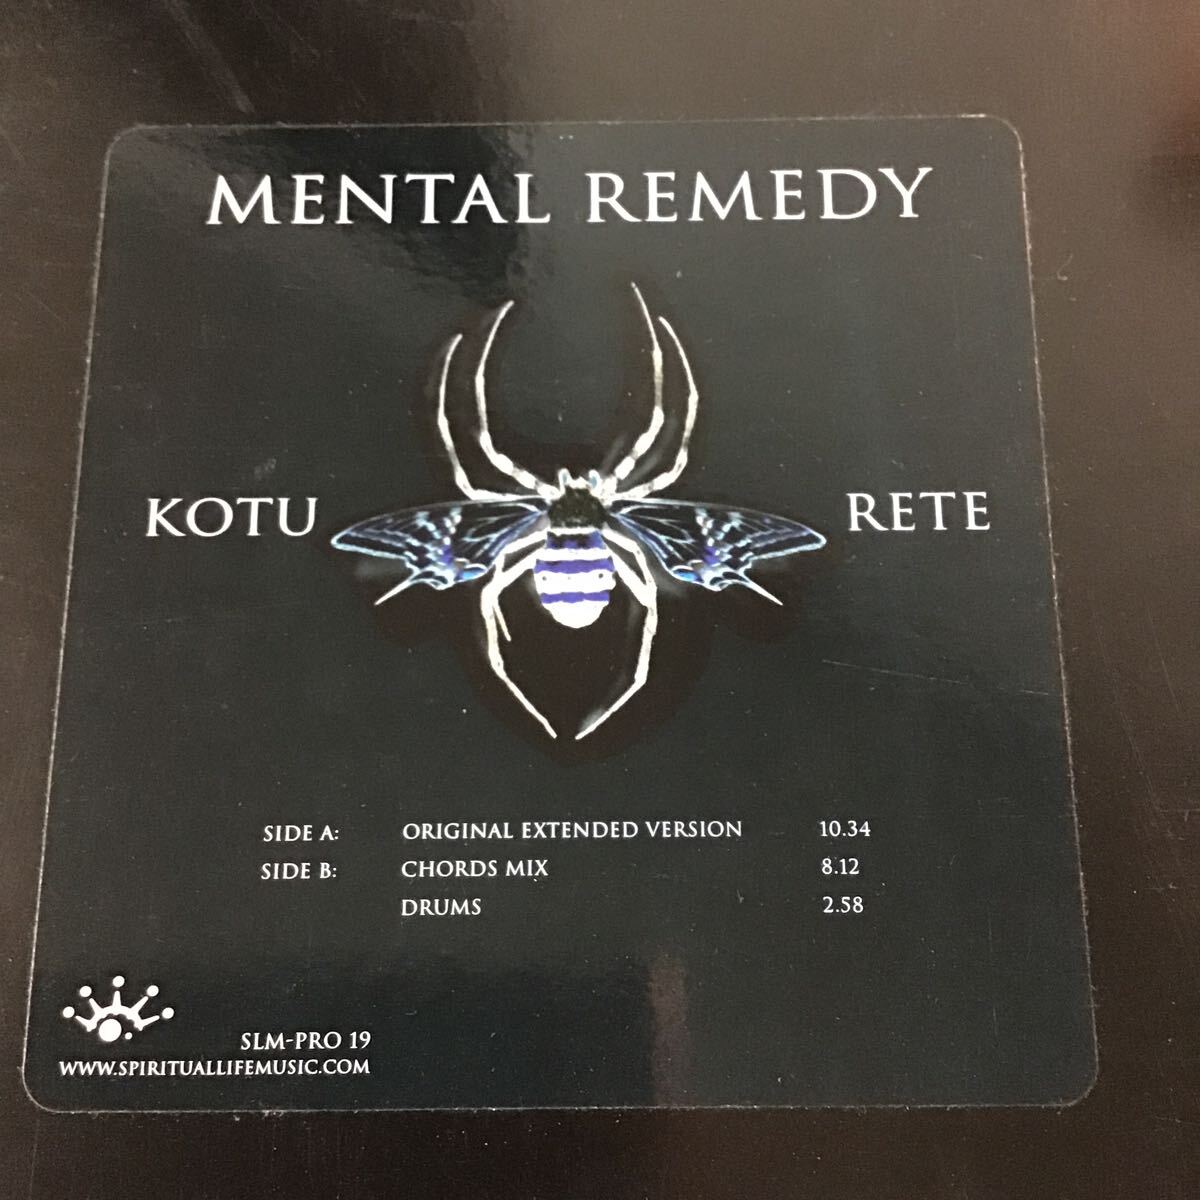 MENTAL REMEDY
KOTU RETE
SIDE A: ORIGINAL EXTENDED VERSION 10.34
SIDE B: CHORDS MIX 8.12
DRUMS 2.58
SLM-PRO 19
WWW.SPIRITUALLIFEMUSIC.COM